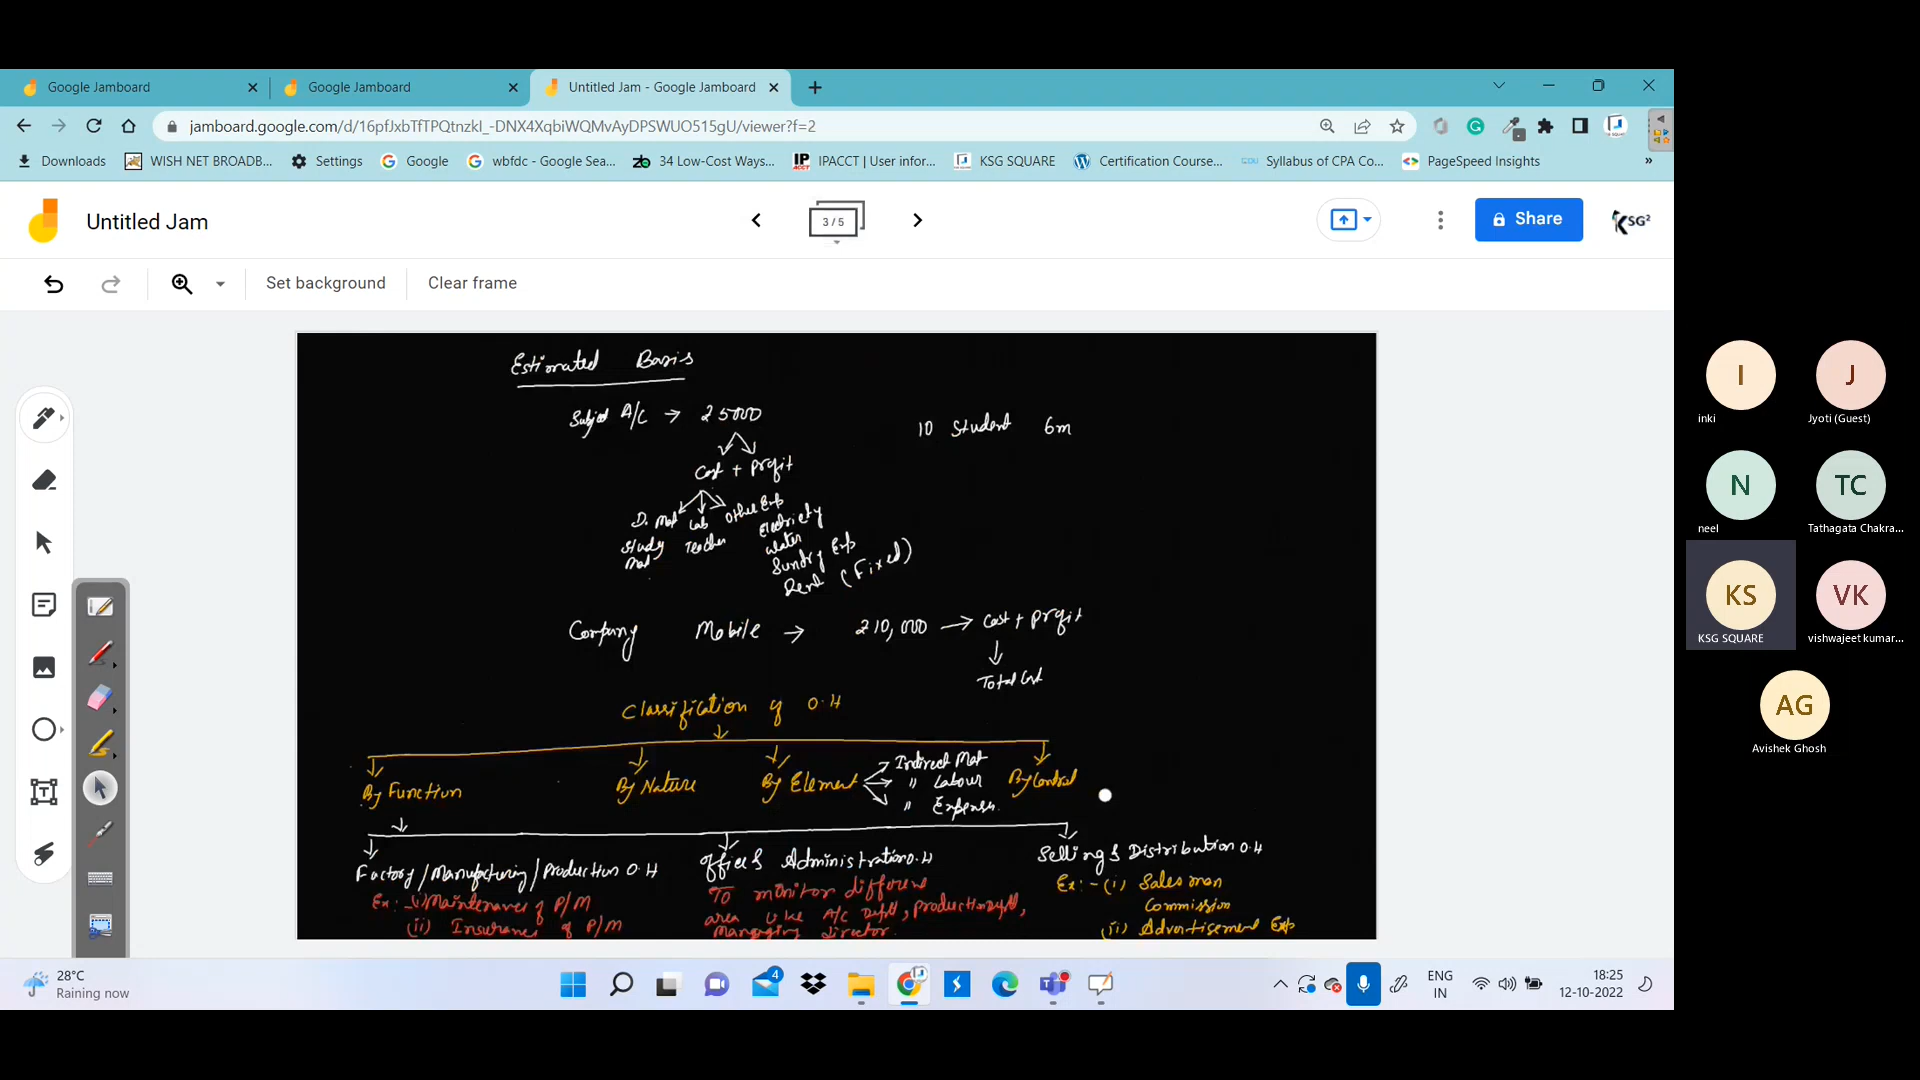 Google Jamboard
Google Jamboard
Untitled Jam - Google Jamboard
jamboard.google.com/d/16pfJxbTfTPQtnzkl_-DNX4XqbiWQMvAyDPSWUO515gU/viewer?f=2
Downloads
WISH NET BROADB...
Settings
Google
wbfdc - Google Sea...
34 Low-Cost Ways...
IPACCT | User infor...
KSG SQUARE
Certification Course...
Syllabus of CPA Co...
PageSpeed Insights
»
Untitled Jam
3 / 5
Share
KSG²
Set background
Clear frame
Estimated Basis
Subject A/C → 25000
10 Student 6m
Cost + Profit
D. Mat Lab Other Exp
Study Mat
Teacher
Electricity
Water
Sundry Exp
Rent (Fixed)
Company Mobile → ₹10,000 → Cost + Profit
Total Cost
Classification of O.H
By Function
By Nature
By Element
Indirect Mat
" Labour
" Expenses.
By Control
Factory/Manufacturing/Production O.H
Ex:- (i) Maintenance of P/M
(ii) Insurance of P/M
Office & Administration O.H
To monitor different
area like A/C Deptt, Production Deptt,
Managing director.
Selling & Distribution O.H
Ex:- (i) Sales man
Commission
(ii) Advertisement Exp
I
inki
J
Jyoti (Guest)
N
neel
TC
Tathagata Chakra...
KS
KSG SQUARE
VK
vishwajeet kumar...
AG
Avishek Ghosh
28°C
Raining now
4
ENG
IN
18:25
12-10-2022